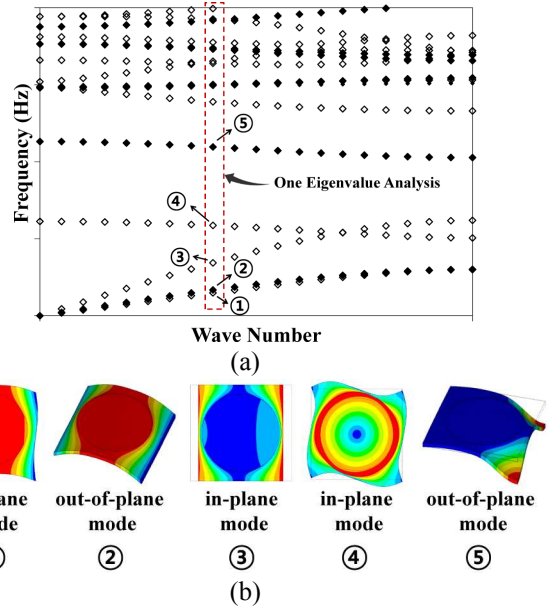 (a)
Frequency (Hz)
⑤
One Eigenvalue Analysis
④
③
②
①
Wave Number
(a)
out-of-plane in-plane in-plane out-of-plane
mode mode mode mode
② ③ ④ ⑤
(b)